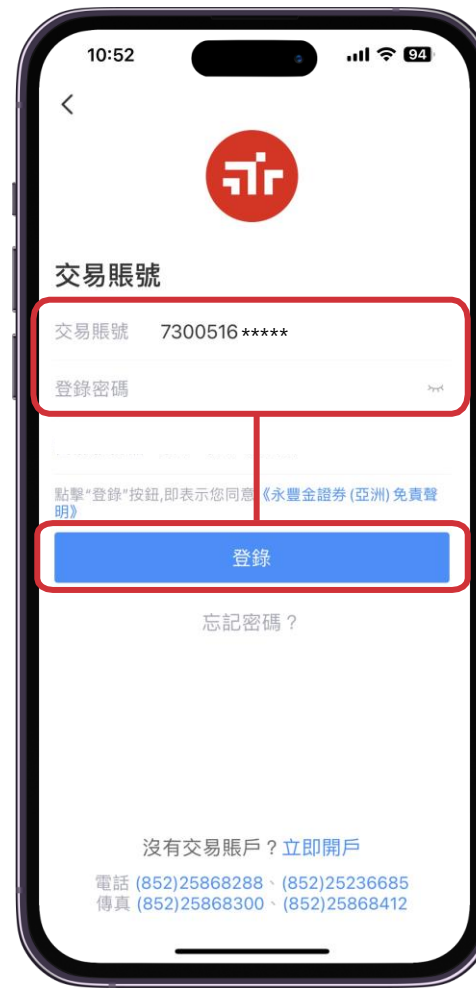 10:52 94
交易賬號
交易賬號 7300516*****
登錄密碼
點擊“登錄”按鈕,即表示您同意《永豐金證券(亞洲)免責聲
明》
登錄
忘記密碼？
沒有交易賬戶？立即開戶
電話 (852)25868288、(852)25236685
傳真 (852)25868300、(852)25868412